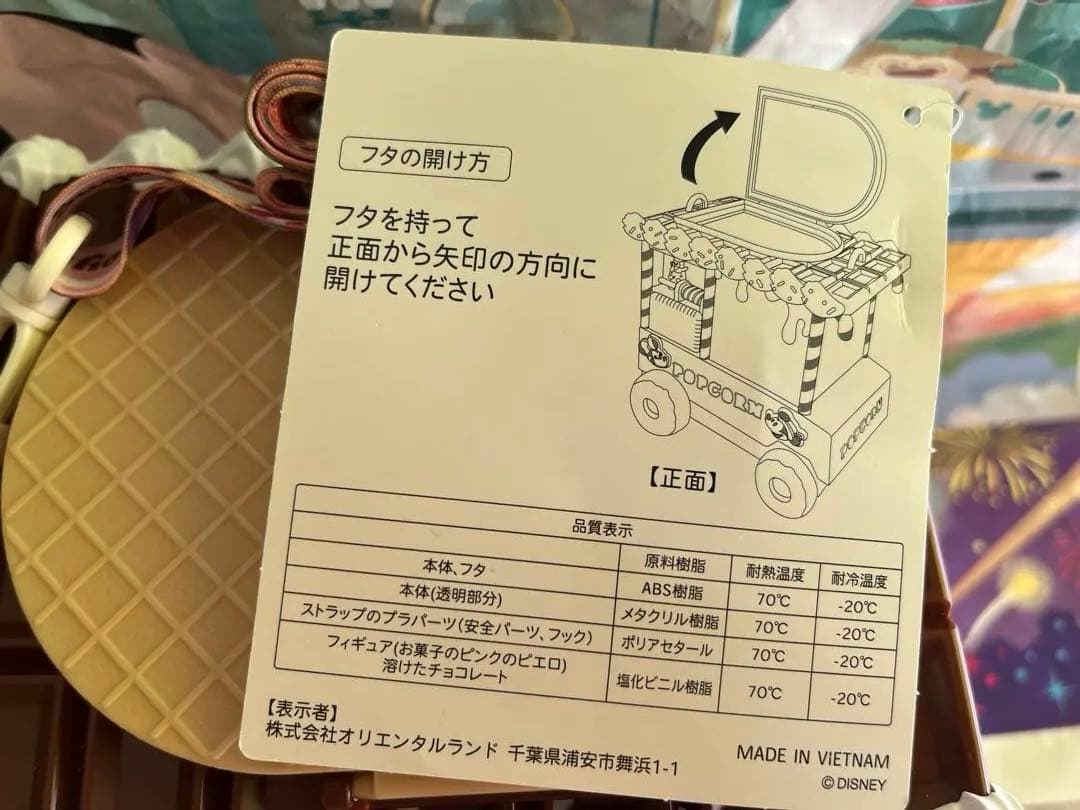 フタの開け方
フタを持って
正面から矢印の方向に
開けてください
POPCORN
POPCORN
【正面】
品質表示
原料樹脂 耐熱温度 耐冷温度
本体、フタ ABS樹脂 70℃ -20℃
本体(透明部分) メタクリル樹脂 70℃ -20℃
ストラップのプラパーツ(安全パーツ、フック) ポリアセタール 70℃ -20℃
フィギュア(お菓子のピンクのピエロ)
溶けたチョコレート 塩化ビニル樹脂 70℃ -20℃
【表示者】
株式会社オリエンタルランド 千葉県浦安市舞浜1-1
MADE IN VIETNAM
© DISNEY